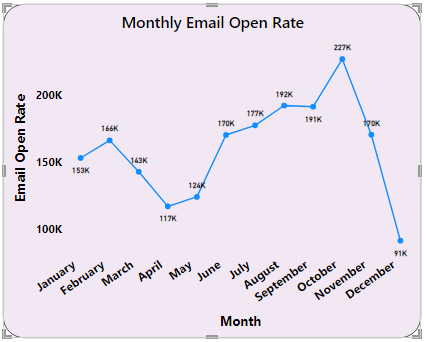 Monthly Email Open Rate
227K
200K
192K
191K
177K
170K
170K
166K
150K
153K
143K
124K
117K
100K
91K
Email Open Rate
January
February
March
April
May
June
July
August
September
October
November
December
Month